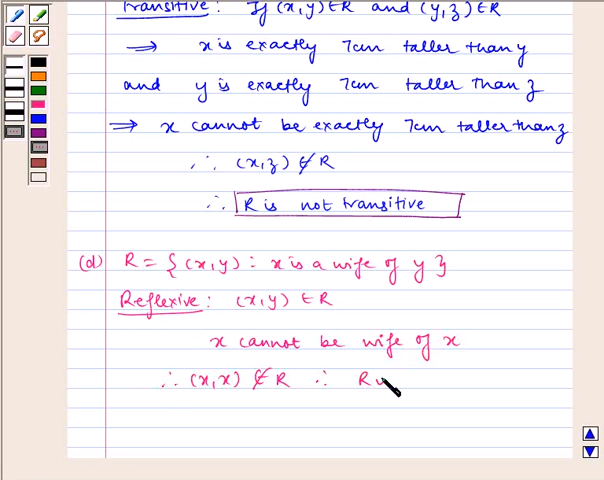 Transitive: If (x,y)∈R and (y,z)∈R
⇒ x is exactly 7cm taller than y
and y is exactly 7cm taller than z
⇒ x cannot be exactly 7cm taller than z
∴ (x,z) ∉ R
∴ R is not transitive
(d) R = {(x,y): x is a wife of y}
Reflexive: (x,y) ∈ R
x cannot be wife of x
∴ (x,x) ∉ R ∴ R